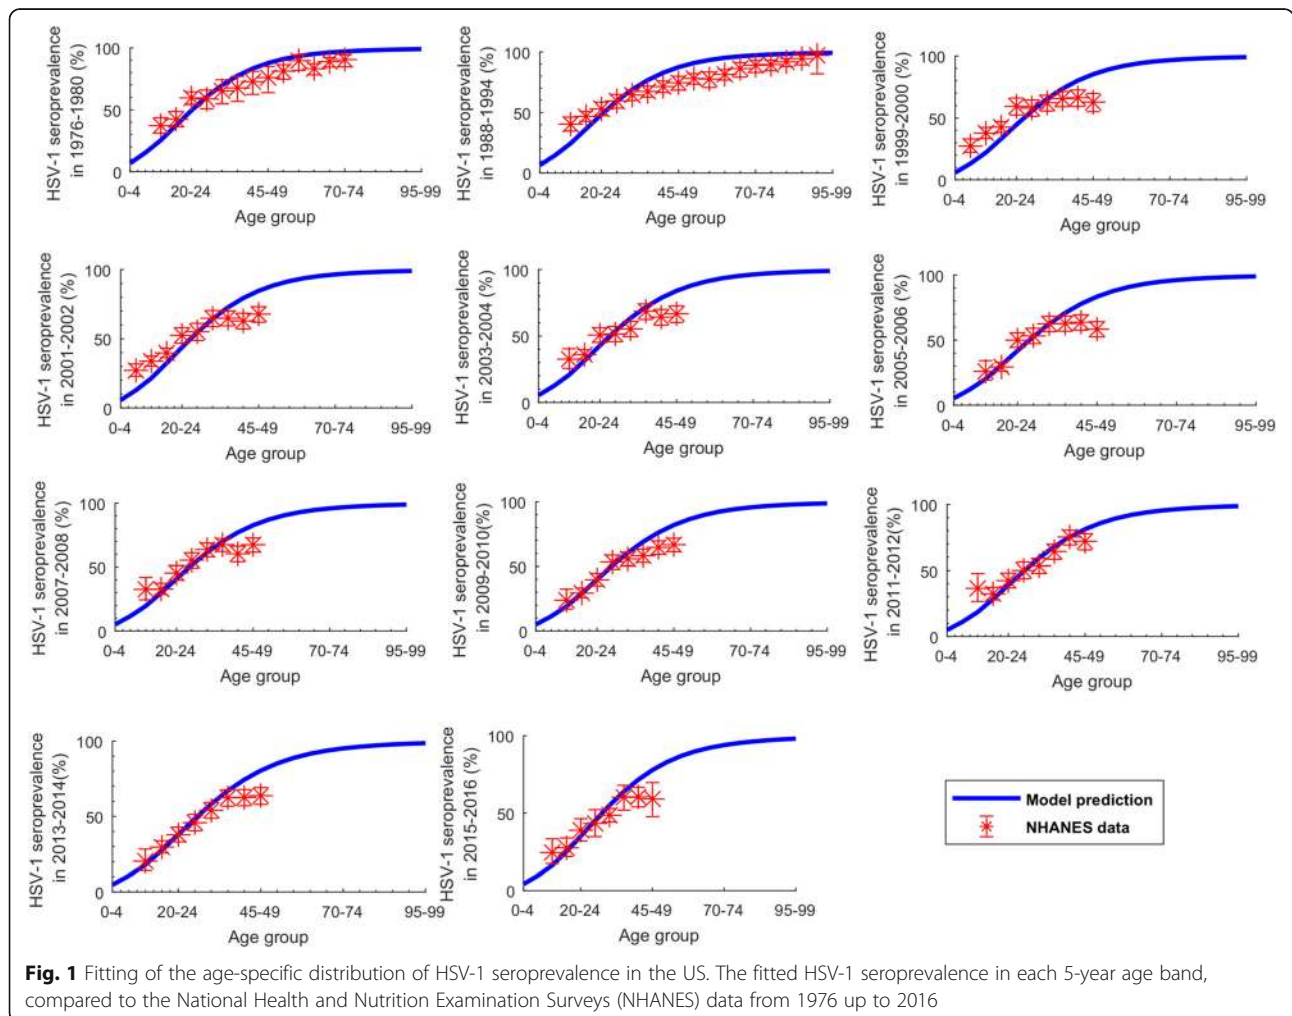 HSV-1 seroprevalence
in 1976-1980 (%)
100
50
0
0-4 20-24 45-49 70-74 95-99
Age group
HSV-1 seroprevalence
in 1988-1994 (%)
100
50
0
0-4 20-24 45-49 70-74 95-99
Age group
HSV-1 seroprevalence
in 1999-2000 (%)
100
50
0
0-4 20-24 45-49 70-74 95-99
Age group
HSV-1 seroprevalence
in 2001-2002 (%)
100
50
0
0-4 20-24 45-49 70-74 95-99
Age group
HSV-1 seroprevalence
in 2003-2004 (%)
100
50
0
0-4 20-24 45-49 70-74 95-99
Age group
HSV-1 seroprevalence
in 2005-2006 (%)
100
50
0
0-4 20-24 45-49 70-74 95-99
Age group
HSV-1 seroprevalence
in 2007-2008 (%)
100
50
0
0-4 20-24 45-49 70-74 95-99
Age group
HSV-1 seroprevalence
in 2009-2010(%)
100
50
0
0-4 20-24 45-49 70-74 95-99
Age group
HSV-1 seroprevalence
in 2011-2012(%)
100
50
0
0-4 20-24 45-49 70-74 95-99
Age group
HSV-1 seroprevalence
in 2013-2014(%)
100
50
0
0-4 20-24 45-49 70-74 95-99
Age group
HSV-1 seroprevalence
in 2015-2016 (%)
100
50
0
0-4 20-24 45-49 70-74 95-99
Age group
Model prediction
NHANES data
Fig. 1 Fitting of the age-specific distribution of HSV-1 seroprevalence in the US. The fitted HSV-1 seroprevalence in each 5-year age band,
compared to the National Health and Nutrition Examination Surveys (NHANES) data from 1976 up to 2016